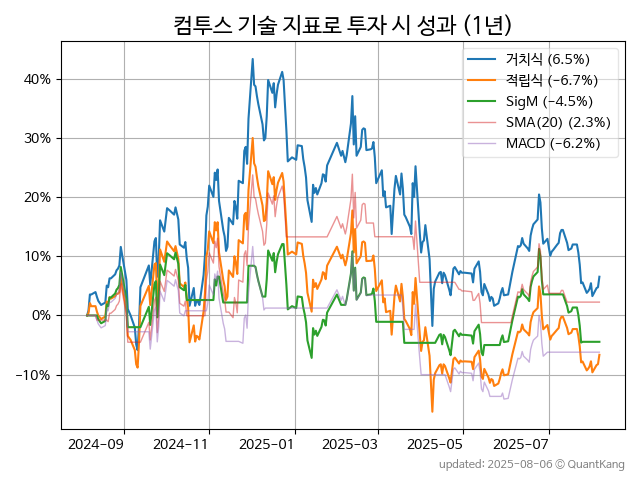 컴투스 기술 지표로 투자 시 성과 (1년)
거치식 (6.5%)
적립식 (−6.7%)
SigM (−4.5%)
SMA(20) (2.3%)
MACD (−6.2%)
40%
30%
20%
10%
0%
−10%
2024-09 2024-11 2025-01 2025-03 2025-05 2025-07
updated: 2025-08-06 © QuantKang